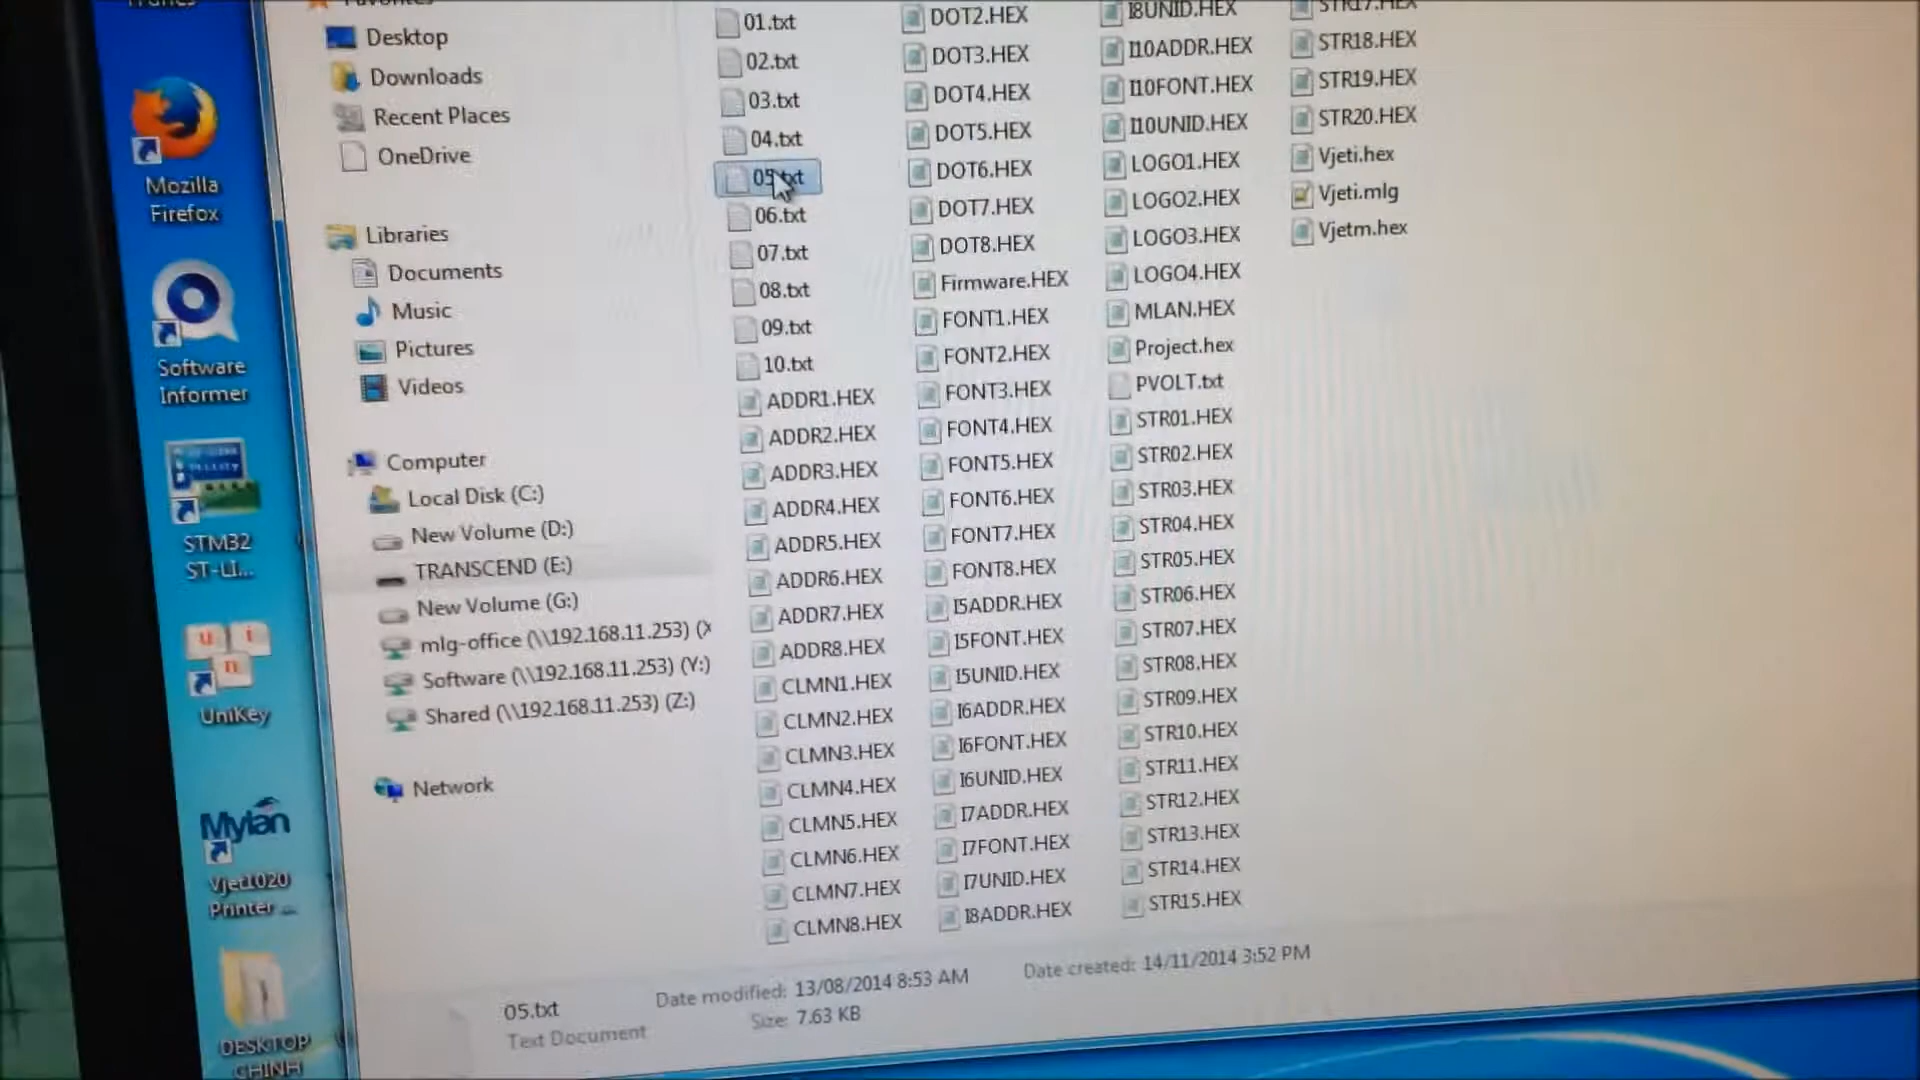 Mozilla
Firefox
Software
Informer
STM32
ST-LI...
u i
n
UniKey
Mylan
Vjet1020
Printer ...
DESKTOP
CHINH
Desktop
Downloads
Recent Places
OneDrive
Libraries
Documents
Music
Pictures
Videos
Computer
Local Disk (C:)
New Volume (D:)
TRANSCEND (E:)
New Volume (G:)
mlg-office (\\192.168.11.253) (X
Software (\\192.168.11.253) (Y:)
Shared (\\192.168.11.253) (Z:)
Network
01.txt
02.txt
03.txt
04.txt
05.txt
06.txt
07.txt
08.txt
09.txt
10.txt
ADDR1.HEX
ADDR2.HEX
ADDR3.HEX
ADDR4.HEX
ADDR5.HEX
ADDR6.HEX
ADDR7.HEX
ADDR8.HEX
CLMN1.HEX
CLMN2.HEX
CLMN3.HEX
CLMN4.HEX
CLMN5.HEX
CLMN6.HEX
CLMN7.HEX
CLMN8.HEX
DOT2.HEX
DOT3.HEX
DOT4.HEX
DOT5.HEX
DOT6.HEX
DOT7.HEX
DOT8.HEX
Firmware.HEX
FONT1.HEX
FONT2.HEX
FONT3.HEX
FONT4.HEX
FONT5.HEX
FONT6.HEX
FONT7.HEX
FONT8.HEX
I5ADDR.HEX
I5FONT.HEX
I5UNID.HEX
I6ADDR.HEX
I6FONT.HEX
I6UNID.HEX
I7ADDR.HEX
I7FONT.HEX
I7UNID.HEX
I8ADDR.HEX
I8UNID.HEX
I10ADDR.HEX
I10FONT.HEX
I10UNID.HEX
LOGO1.HEX
LOGO2.HEX
LOGO3.HEX
LOGO4.HEX
MLAN.HEX
Project.hex
PVOLT.txt
STR01.HEX
STR02.HEX
STR03.HEX
STR04.HEX
STR05.HEX
STR06.HEX
STR07.HEX
STR08.HEX
STR09.HEX
STR10.HEX
STR11.HEX
STR12.HEX
STR13.HEX
STR14.HEX
STR15.HEX
STR17.HEX
STR18.HEX
STR19.HEX
STR20.HEX
Vjeti.hex
Vjeti.mlg
Vjetm.hex
05.txt
Text Document
Date modified: 13/08/2014 8:53 AM
Size: 7.63 KB
Date created: 14/11/2014 3:52 PM